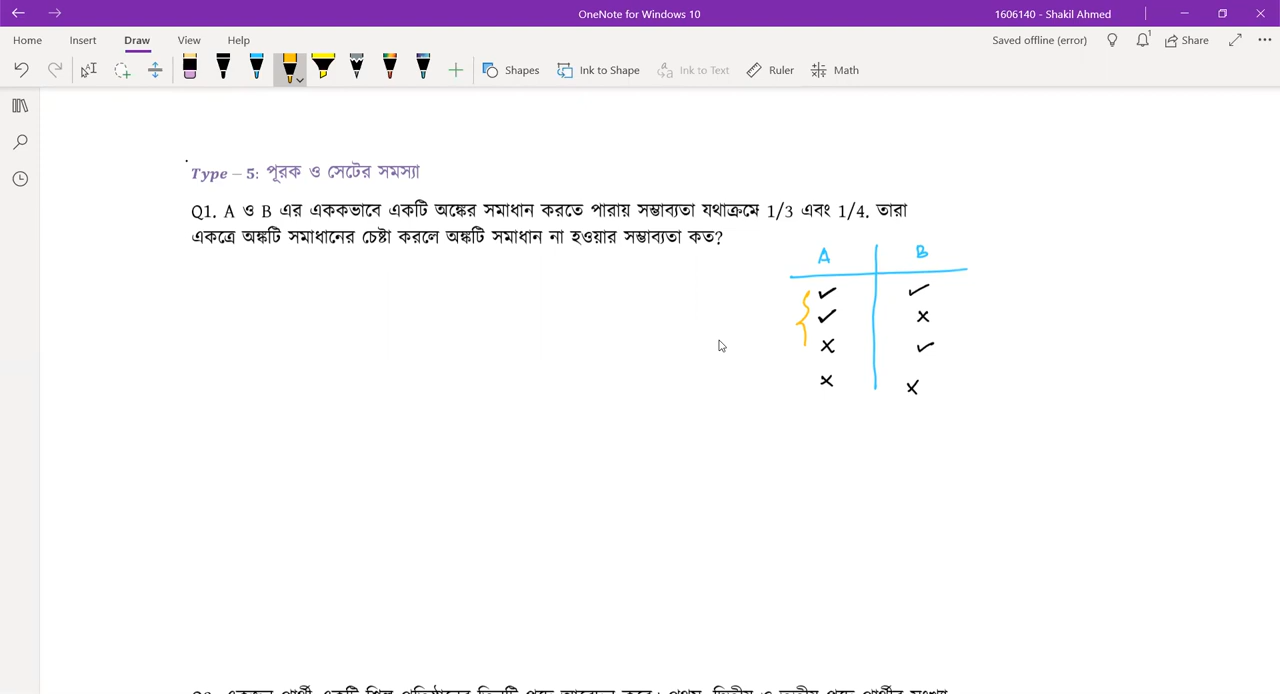 OneNote for Windows 10
1606140 - Shakil Ahmed
Home Insert Draw View Help
Saved offline (error) 1 Share
Shapes Ink to Shape Ink to Text Ruler Math
Type – 5: পূরক ও সেটের সমস্যা
Q1. A ও B এর এককভাবে একটি অঙ্কের সমাধান করতে পারায় সম্ভাব্যতা যথাক্রমে 1/3 এবং 1/4. তারা
একত্রে অঙ্কটি সমাধানের চেষ্টা করলে অঙ্কটি সমাধান না হওয়ার সম্ভাব্যতা কত?
A B
✓ ✓
✓ ×
× ✓
× ×